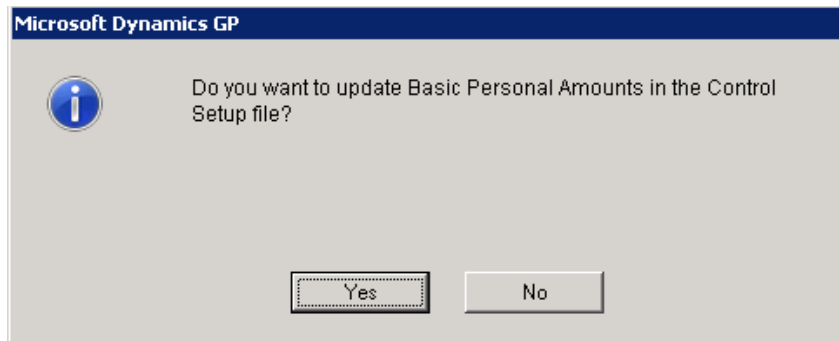 Microsoft Dynamics GP
Do you want to update Basic Personal Amounts in the Control
Setup file?
Yes
No